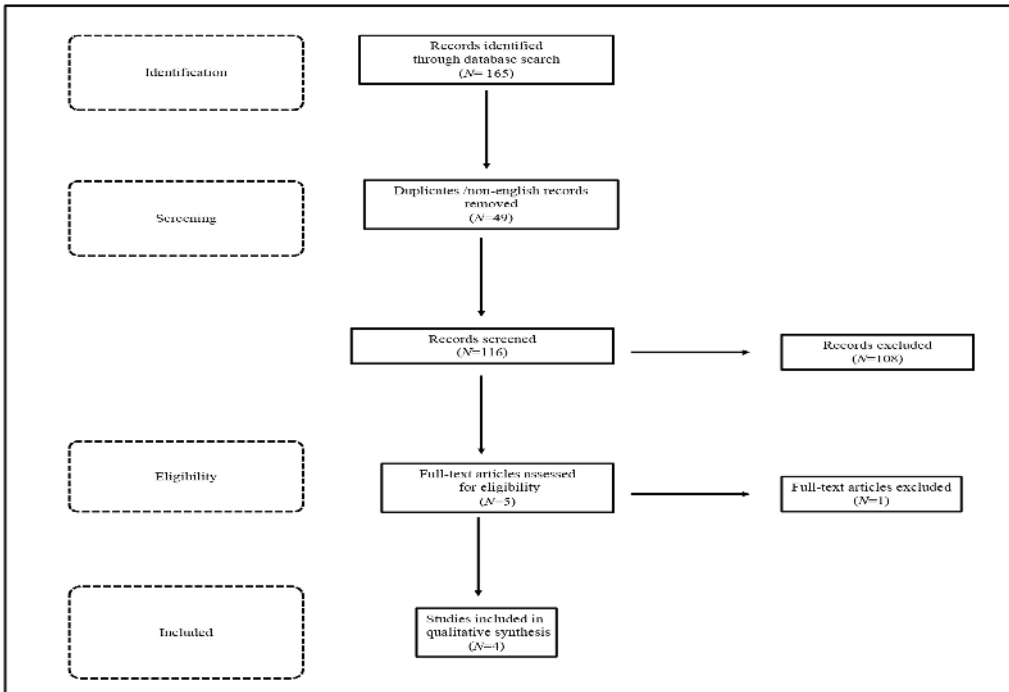 Identification
Records identified
through database search
(N= 165)
Screening
Duplicates /non-english records
removed
(N=49)
Records screened
(N=116)
Records excluded
(N=108)
Eligibility
Full-text articles assessed
for eligibility
(N=5)
Full-text articles excluded
(N=1)
Included
Studies included in
qualitative synthesis
(N=4)